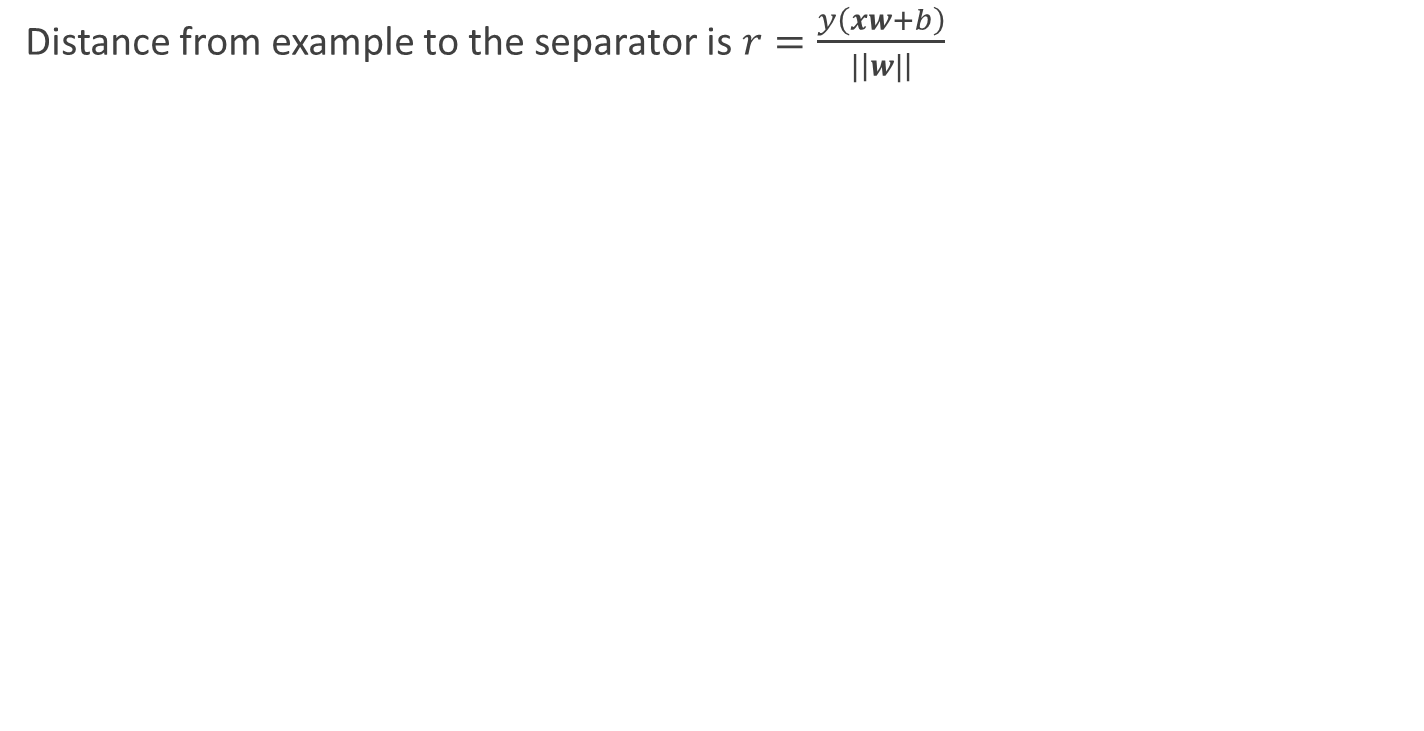 Distance from example to the separator is r = y(xw+b) / ||w||